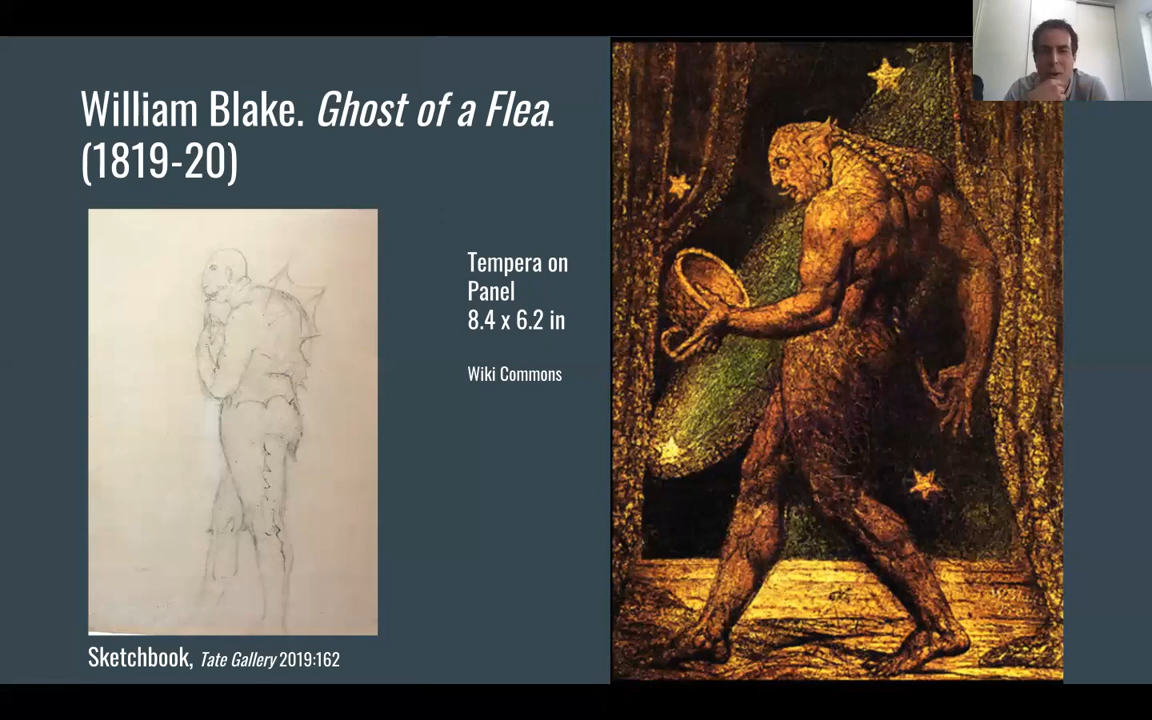 William Blake. Ghost of a Flea.
(1819-20)
Tempera on
Panel
8.4 x 6.2 in
Wiki Commons
Sketchbook, Tate Gallery 2019:162